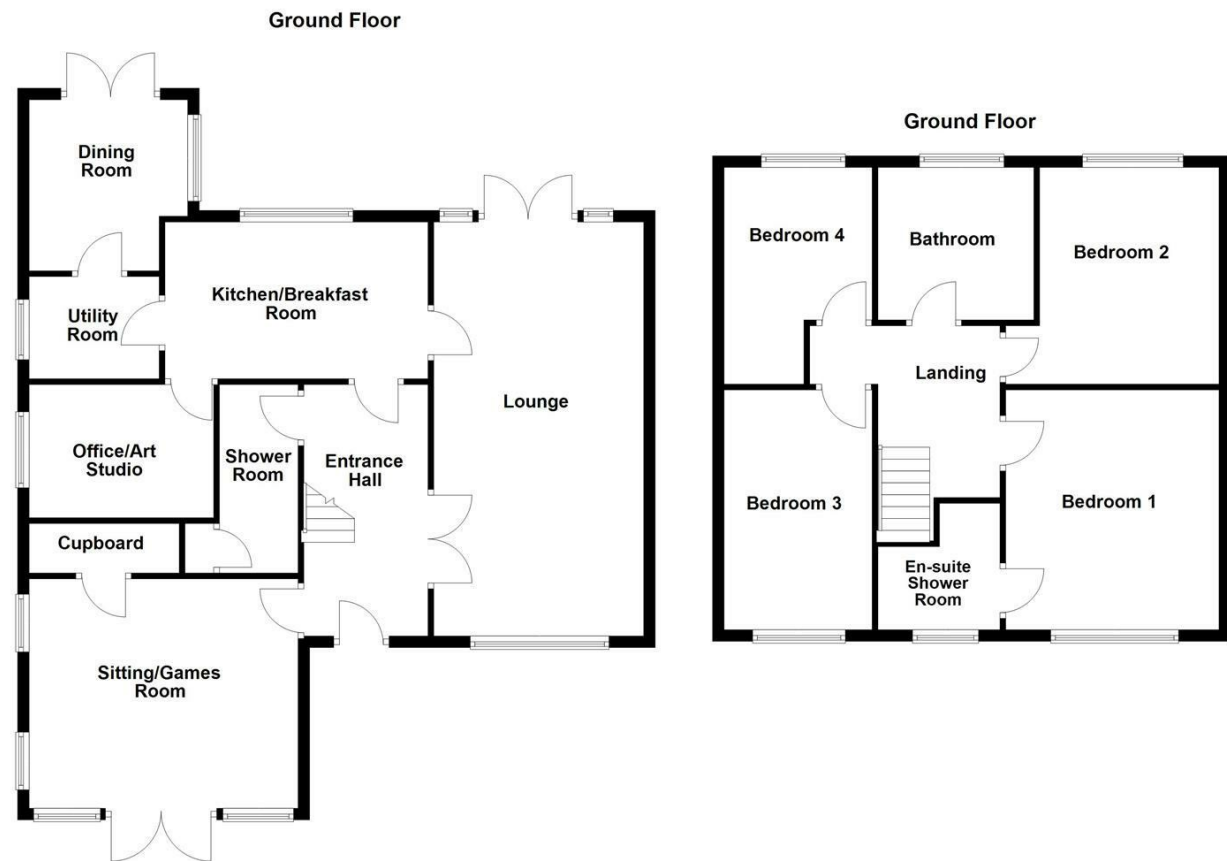 Ground Floor
Dining
Room
Kitchen/Breakfast
Room
Utility
Room
Lounge
Office/Art
Studio
Shower
Room
Entrance
Hall
Cupboard
Sitting/Games
Room
Ground Floor
Bedroom 4
Bathroom
Bedroom 2
Landing
Bedroom 3
Bedroom 1
En-suite
Shower
Room